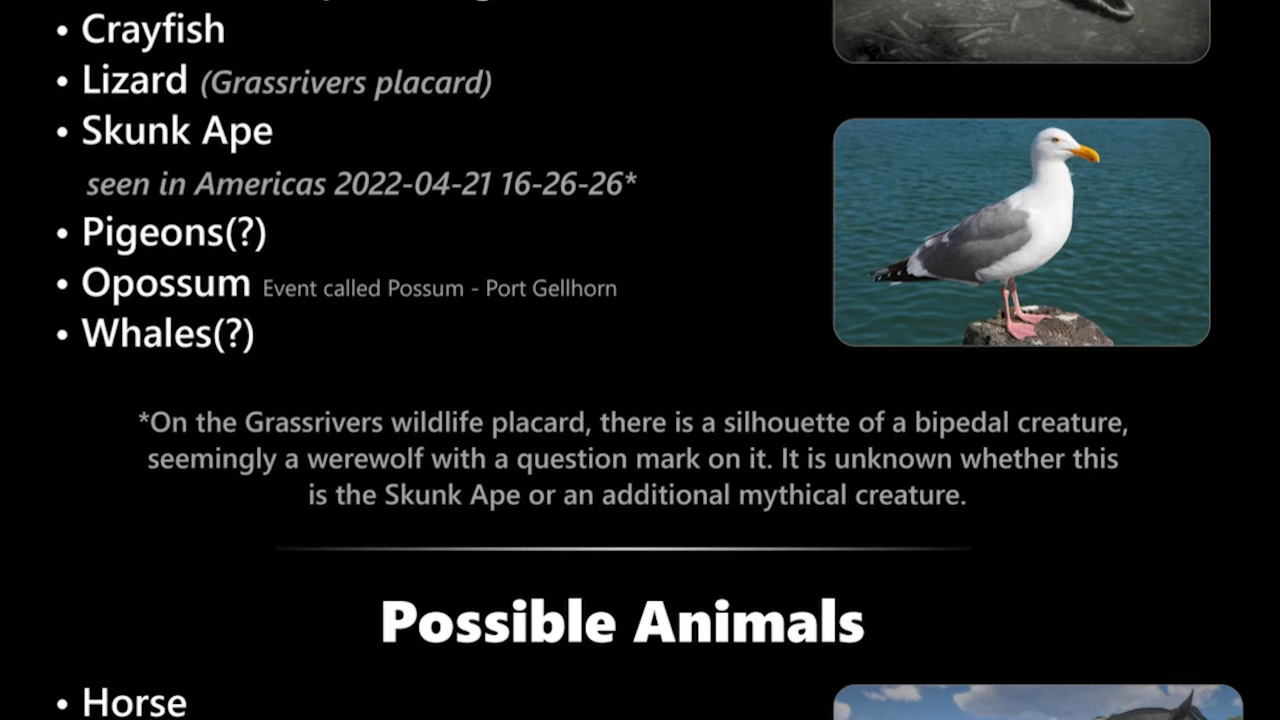 • Crayfish
• Lizard (Grassrivers placard)
• Skunk Ape
seen in Americas 2022-04-21 16-26-26*
• Pigeons(?)
• Opossum Event called Possum - Port Gellhorn
• Whales(?)
*On the Grassrivers wildlife placard, there is a silhouette of a bipedal creature,
seemingly a werewolf with a question mark on it. It is unknown whether this
is the Skunk Ape or an additional mythical creature.
Possible Animals
• Horse